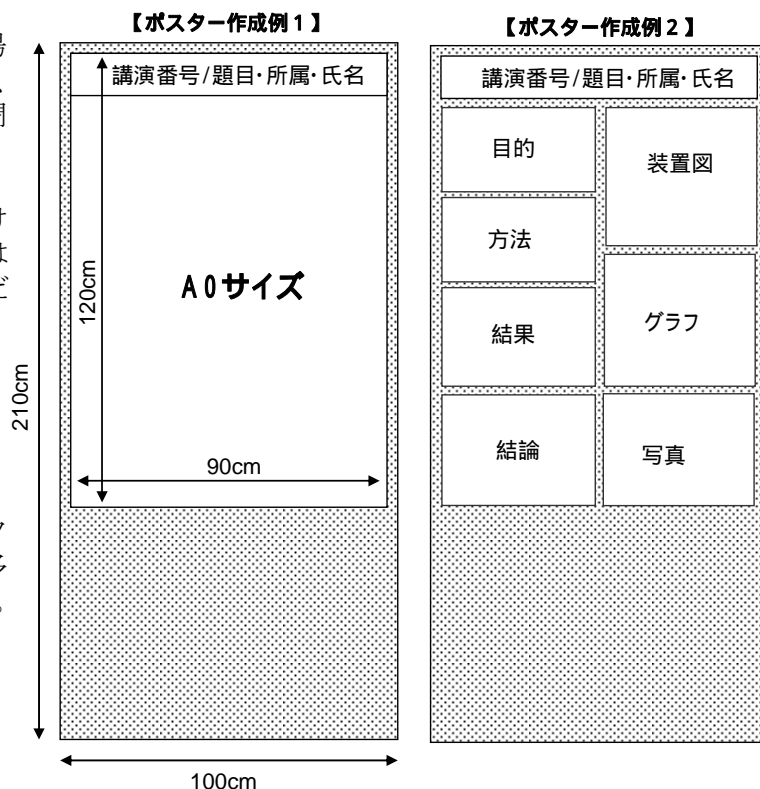 【ポスター作成例１】
講演番号/題目・所属・氏名
A0サイズ
120cm
90cm
210cm
100cm
【ポスター作成例２】
講演番号/題目・所属・氏名
目的
装置図
方法
グラフ
結果
結論
写真